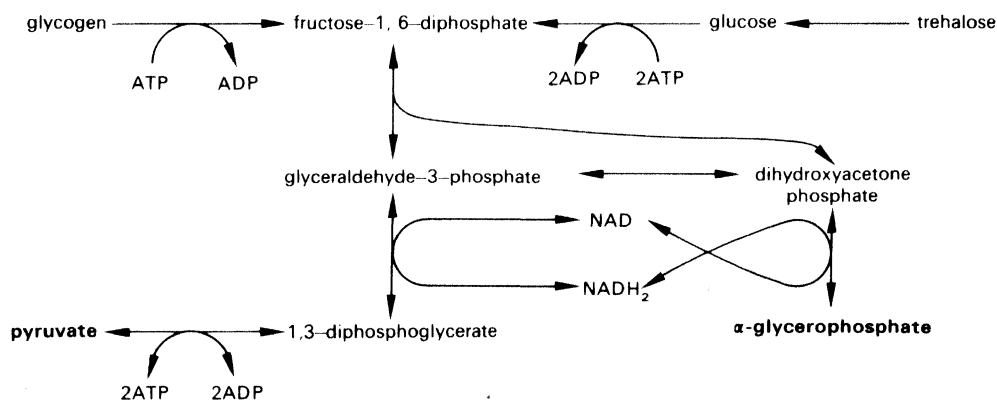 glycogen fructose–1, 6–diphosphate glucose trehalose
ATP ADP 2ADP 2ATP
glyceraldehyde–3–phosphate dihydroxyacetone
phosphate
NAD
NADH₂
pyruvate 1,3–diphosphoglycerate α-glycerophosphate
2ATP 2ADP